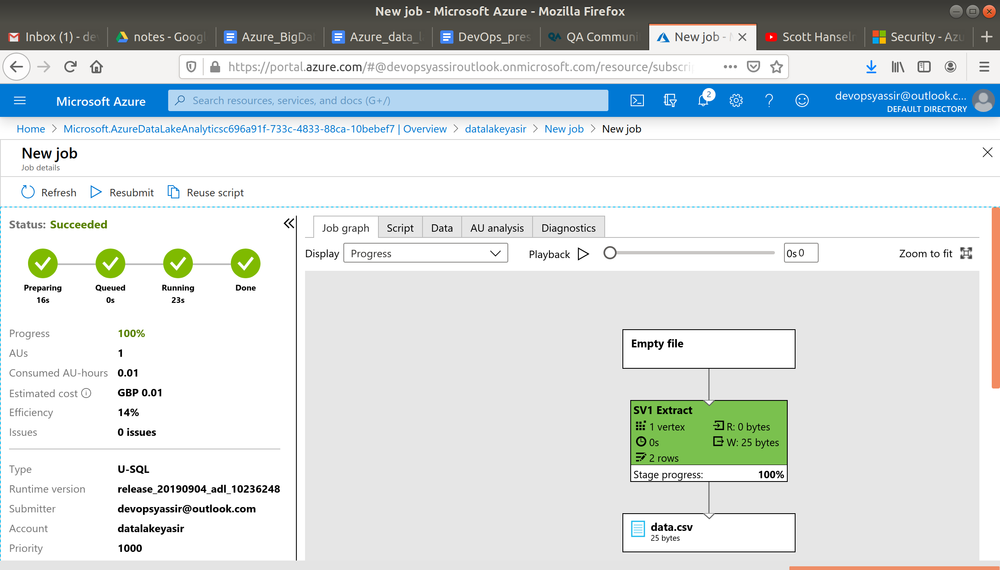 New job - Microsoft Azure - Mozilla Firefox
Inbox (1) - dev
notes - Googl
Azure_BigDat
Azure_data_la
DevOps_pres
QA Communi
New job - M
Scott Hanselm
Security - Azu
https://portal.azure.com/#@devopsyassiroutlook.onmicrosoft.com/resource/subscrip
Microsoft Azure
Search resources, services, and docs (G+/)
2
devopsyassir@outlook.c...
DEFAULT DIRECTORY
Home > Microsoft.AzureDataLakeAnalyticsc696a91f-733c-4833-88ca-10bebef7 | Overview > datalakeyasir > New job > New job
New job
Job details
Refresh
Resubmit
Reuse script
Status: Succeeded
Preparing
16s
Queued
0s
Running
23s
Done
Progress 100%
AUs 1
Consumed AU-hours 0.01
Estimated cost GBP 0.01
Efficiency 14%
Issues 0 issues
Type U-SQL
Runtime version release_20190904_adl_10236248
Submitter devopsyassir@outlook.com
Account datalakeyasir
Priority 1000
Job graph
Script
Data
AU analysis
Diagnostics
Display Progress
Playback
0s 0
Zoom to fit
Empty file
SV1 Extract
1 vertex
R: 0 bytes
0s
W: 25 bytes
2 rows
Stage progress: 100%
data.csv
25 bytes